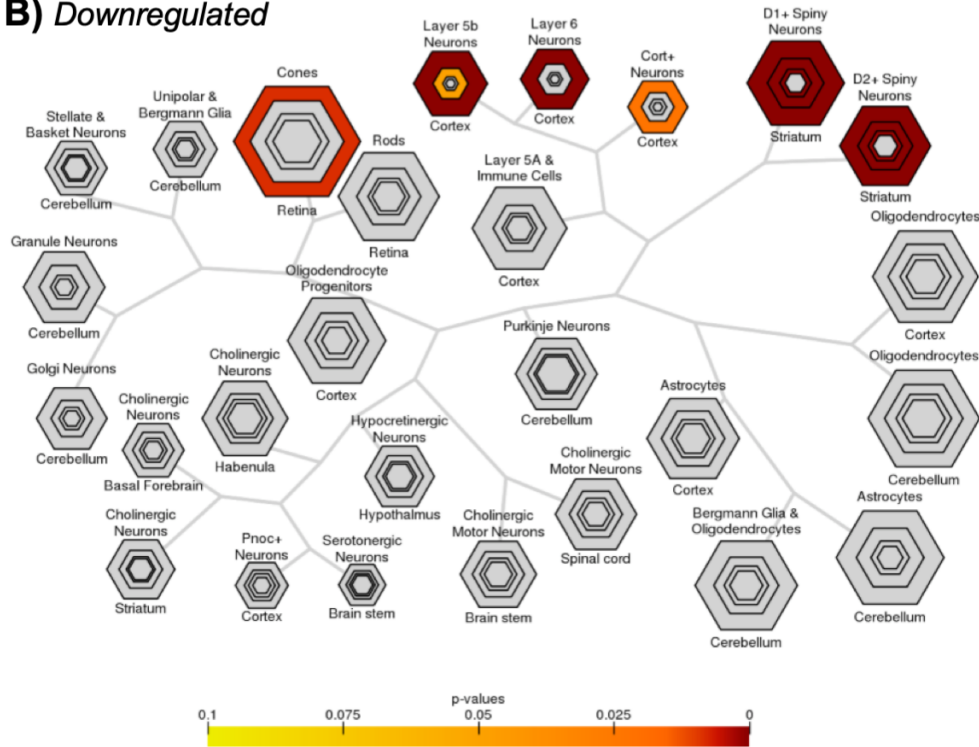 B) Downregulated
Layer 5b
Neurons
Cortex
Layer 6
Neurons
Cortex
Cort+
Neurons
Cortex
D1+ Spiny
Neurons
Striatum
D2+ Spiny
Neurons
Striatum
Cones
Retina
Rods
Retina
Unipolar &
Bergmann Glia
Cerebellum
Stellate &
Basket Neurons
Cerebellum
Layer 5A &
Immune Cells
Cortex
Oligodendrocytes
Cortex
Granule Neurons
Cerebellum
Oligodendrocyte
Progenitors
Cortex
Purkinje Neurons
Cerebellum
Oligodendrocytes
Cerebellum
Golgi Neurons
Cerebellum
Cholinergic
Neurons
Habenula
Cholinergic
Neurons
Basal Forebrain
Astrocytes
Cortex
Hypocretinergic
Neurons
Hypothalmus
Cholinergic
Motor Neurons
Spinal cord
Cholinergic
Neurons
Striatum
Pnoc+
Neurons
Cortex
Serotonergic
Neurons
Brain stem
Cholinergic
Motor Neurons
Brain stem
Bergmann Glia &
Oligodendrocytes
Cerebellum
Astrocytes
Cerebellum
p-values
0.1 0.075 0.05 0.025 0